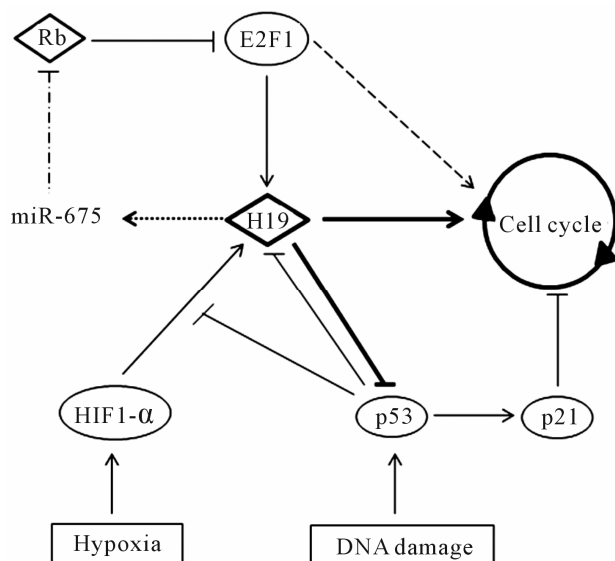 Rb
E2F1
miR-675
H19
Cell cycle
HIF1-α
p53
p21
Hypoxia
DNA damage